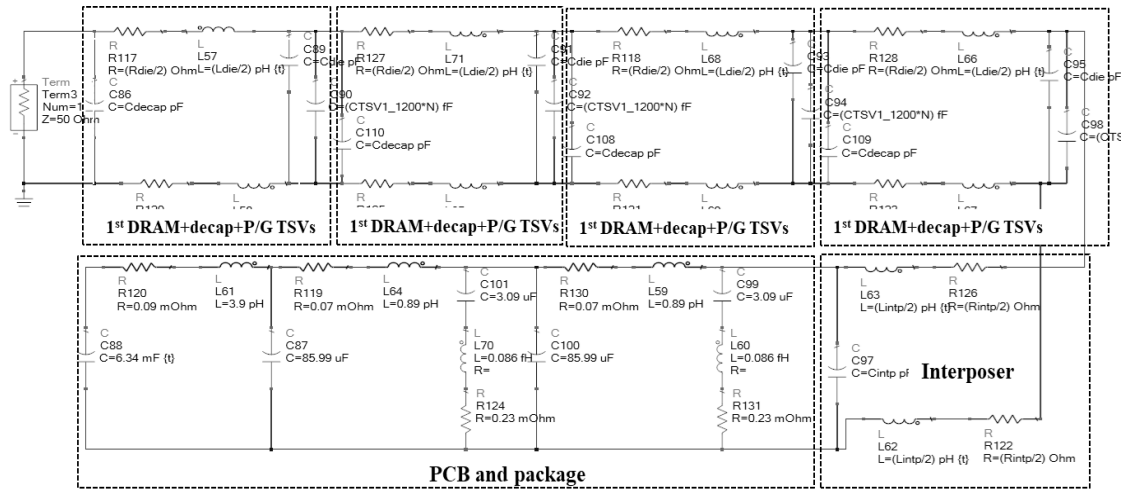 Term
Term3
Num=1
Z=50 Ohm
C
C86
C=Cdecap pF
R
R117
R=(Rdie/2) Ohm
L
L57
L=(Ldie/2) pH {t}
C
C89
C=Cdie pF
C
C90
C=(CTSV1_1200*N) fF
1st DRAM+decap+P/G TSVs
C
C110
C=Cdecap pF
R
R127
R=(Rdie/2) Ohm
L
L71
L=(Ldie/2) pH {t}
C=Cdie pF
C
C92
C=(CTSV1_1200*N) fF
1st DRAM+decap+P/G TSVs
C
C108
C=Cdecap pF
R
R118
R=(Rdie/2) Ohm
L
L68
L=(Ldie/2) pH {t}
C=Cdie pF
C
C94
C=(CTSV1_1200*N) fF
1st DRAM+decap+P/G TSVs
C
C109
C=Cdecap pF
R
R128
R=(Rdie/2) Ohm
L
L66
L=(Ldie/2) pH {t}
C
C95
C=Cdie pF
C
C98
1st DRAM+decap+P/G TSVs
C
C88
C=6.34 mF {t}
R
R120
R=0.09 mOhm
L
L61
L=3.9 pH
C
C87
C=85.99 uF
R
R119
R=0.07 mOhm
L
L64
L=0.89 pH
C
C101
C=3.09 uF
L
L70
L=0.086 fH
R=
R
R124
R=0.23 mOhm
C
C100
C=85.99 uF
R
R130
R=0.07 mOhm
L
L59
L=0.89 pH
C
C99
C=3.09 uF
L
L60
L=0.086 fH
R=
R
R131
R=0.23 mOhm
PCB and package
L
L63
L=(Lintp/2) pH {t}
R
R126
R=(Rintp/2) Ohm
C
C97
C=Cintp pF
Interposer
L
L62
L=(Lintp/2) pH {t}
R
R122
R=(Rintp/2) Ohm